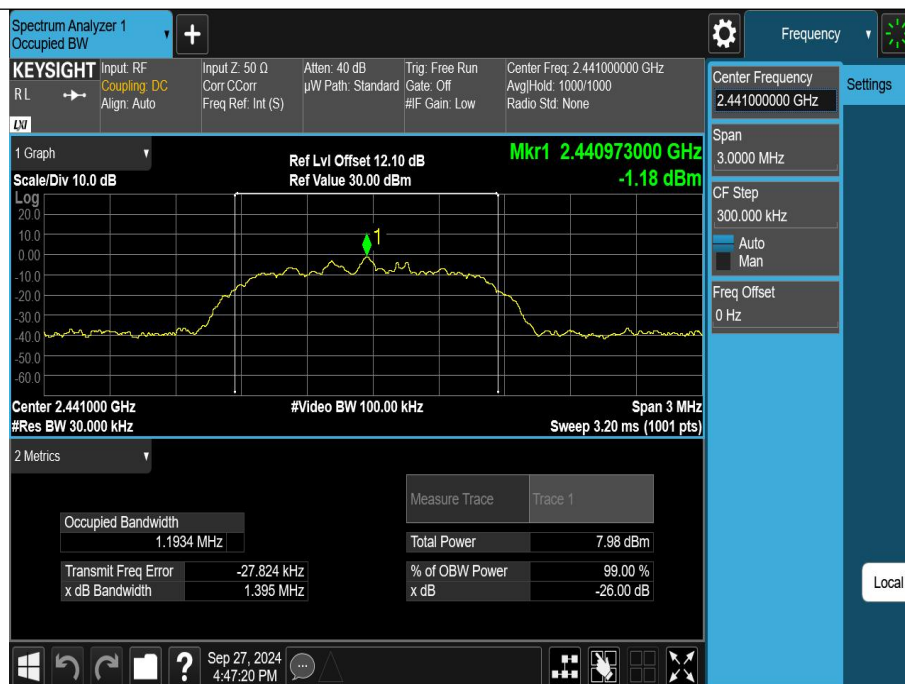 Spectrum Analyzer 1
Occupied BW
+
Frequency
KEYSIGHT
RL
LXI
Input: RF
Coupling: DC
Align: Auto
Input Z: 50 Ω
Corr CCorr
Freq Ref: Int (S)
Atten: 40 dB
µW Path: Standard
Trig: Free Run
Gate: Off
#IF Gain: Low
Center Freq: 2.441000000 GHz
Avg|Hold: 1000/1000
Radio Std: None
Center Frequency
2.441000000 GHz
Settings
Span
3.0000 MHz
CF Step
300.000 kHz
Auto
Man
Freq Offset
0 Hz
Local
1 Graph
Scale/Div 10.0 dB
Ref Lvl Offset 12.10 dB
Ref Value 30.00 dBm
Mkr1 2.440973000 GHz
-1.18 dBm
Log
20.0
10.0
0.00
-10.0
-20.0
-30.0
-40.0
-50.0
-60.0
1
Center 2.441000 GHz
#Res BW 30.000 kHz
#Video BW 100.00 kHz
Span 3 MHz
Sweep 3.20 ms (1001 pts)
2 Metrics
Measure Trace Trace 1
Occupied Bandwidth
1.1934 MHz
Total Power 7.98 dBm
Transmit Freq Error -27.824 kHz
% of OBW Power 99.00 %
x dB Bandwidth 1.395 MHz
x dB -26.00 dB
?
Sep 27, 2024
4:47:20 PM